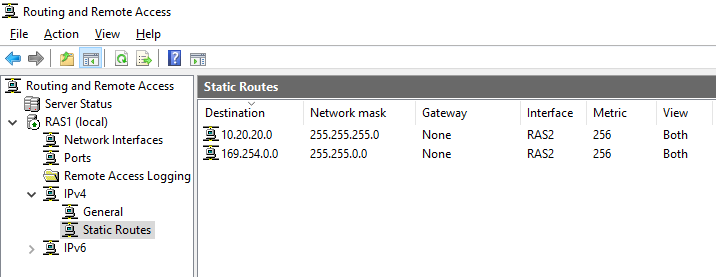 Routing and Remote Access
File Action View Help
Routing and Remote Access
Server Status
RAS1 (local)
Network Interfaces
Ports
Remote Access Logging
IPv4
General
Static Routes
IPv6
Static Routes
Destination Network mask Gateway Interface Metric View
10.20.20.0 255.255.255.0 None RAS2 256 Both
169.254.0.0 255.255.0.0 None RAS2 256 Both